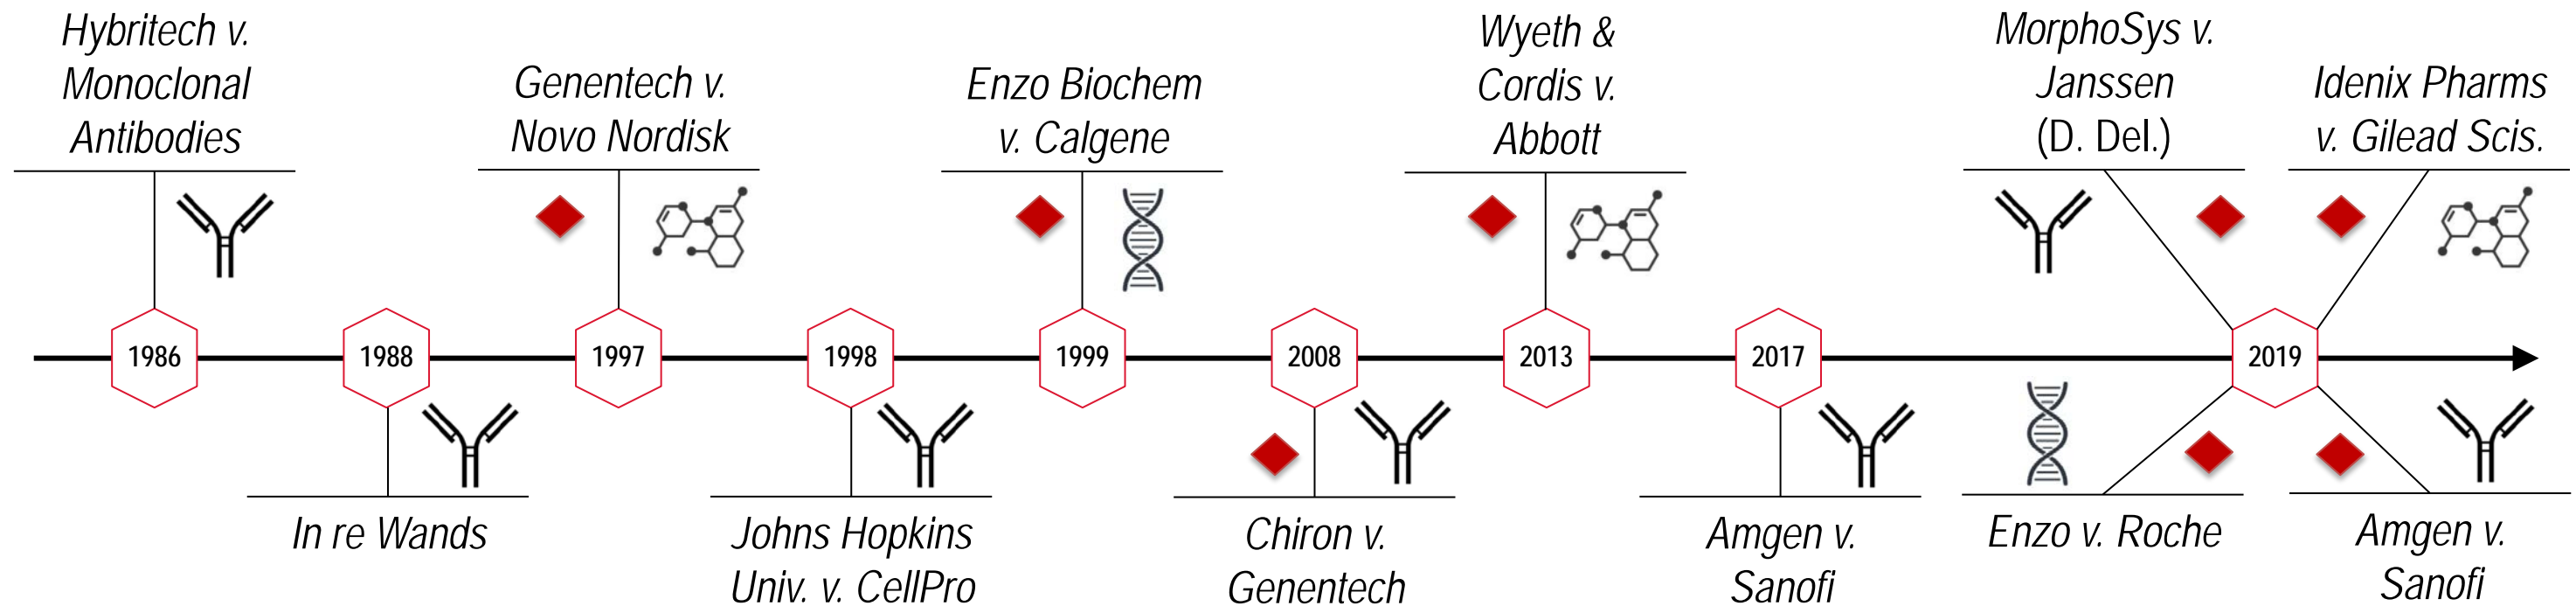 Hybritech v.
Monoclonal
Antibodies
Genentech v.
Novo Nordisk
Enzo Biochem
v. Calgene
Wyeth &
Cordis v.
Abbott
MorphoSys v.
Janssen
(D. Del.)
Idenix Pharms
v. Gilead Scis.
1986
1988
1997
1998
1999
2008
2013
2017
2019
In re Wands
Johns Hopkins
Univ. v. CellPro
Chiron v.
Genentech
Amgen v.
Sanofi
Enzo v. Roche
Amgen v.
Sanofi